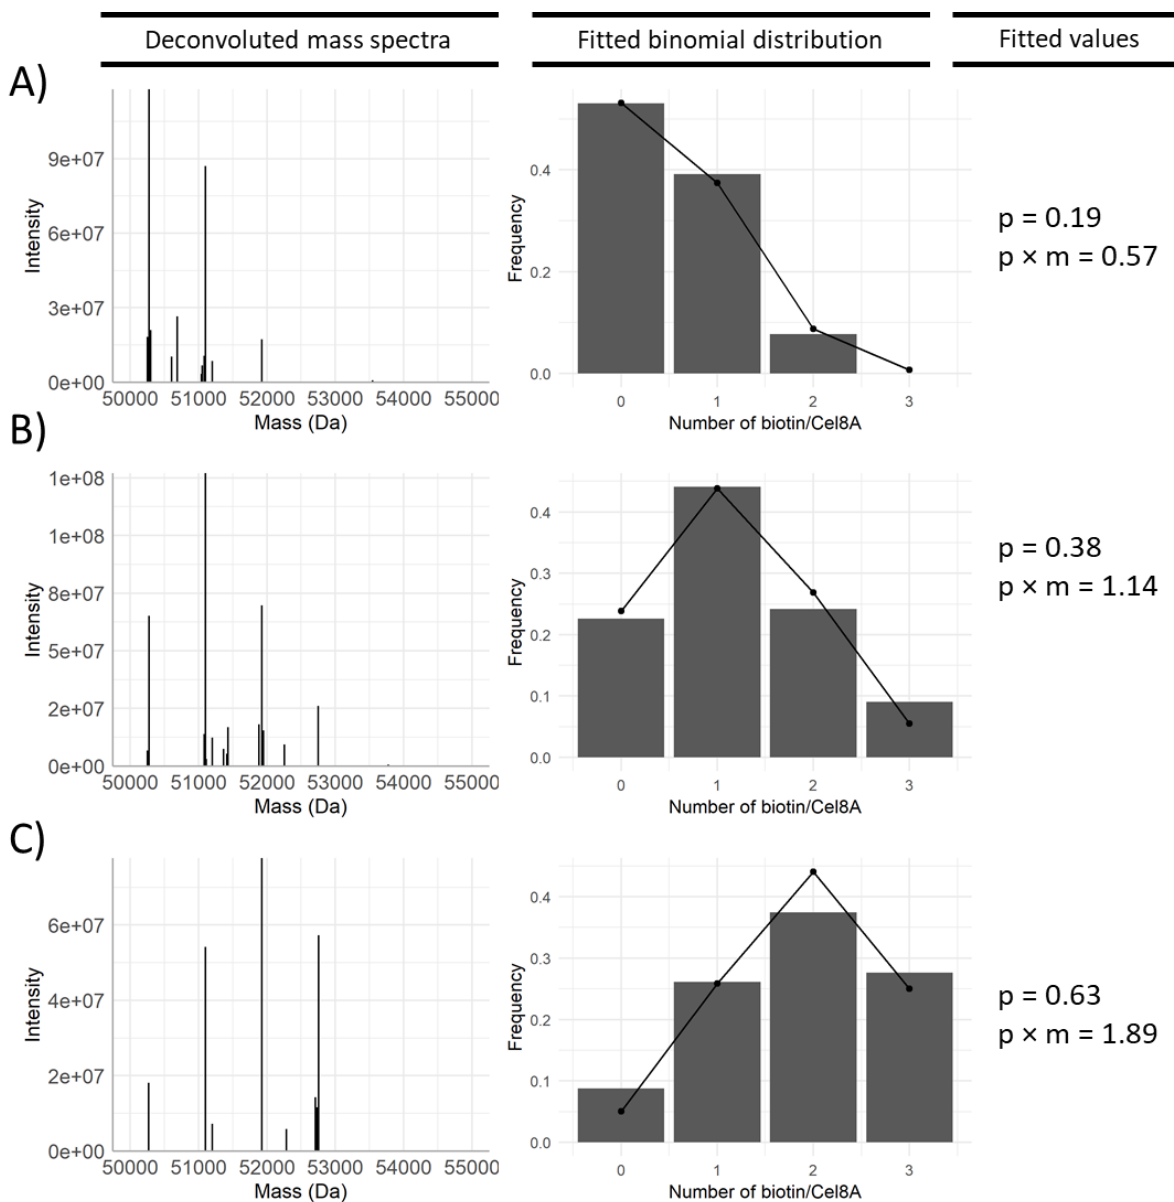 Deconvoluted mass spectra
Fitted binomial distribution
Fitted values
A)
Intensity
9e+07
6e+07
3e+07
0e+00
50000 51000 52000 53000 54000 55000
Mass (Da)
Frequency
0.4
0.2
0.0
0 1 2 3
Number of biotin/Cel8A
p = 0.19
p × m = 0.57
B)
Intensity
1e+08
1e+08
8e+07
5e+07
2e+07
0e+00
50000 51000 52000 53000 54000 55000
Mass (Da)
Frequency
0.4
0.3
0.2
0.1
0.0
0 1 2 3
Number of biotin/Cel8A
p = 0.38
p × m = 1.14
C)
Intensity
6e+07
4e+07
2e+07
0e+00
50000 51000 52000 53000 54000 55000
Mass (Da)
Frequency
0.4
0.3
0.2
0.1
0.0
0 1 2 3
Number of biotin/Cel8A
p = 0.63
p × m = 1.89